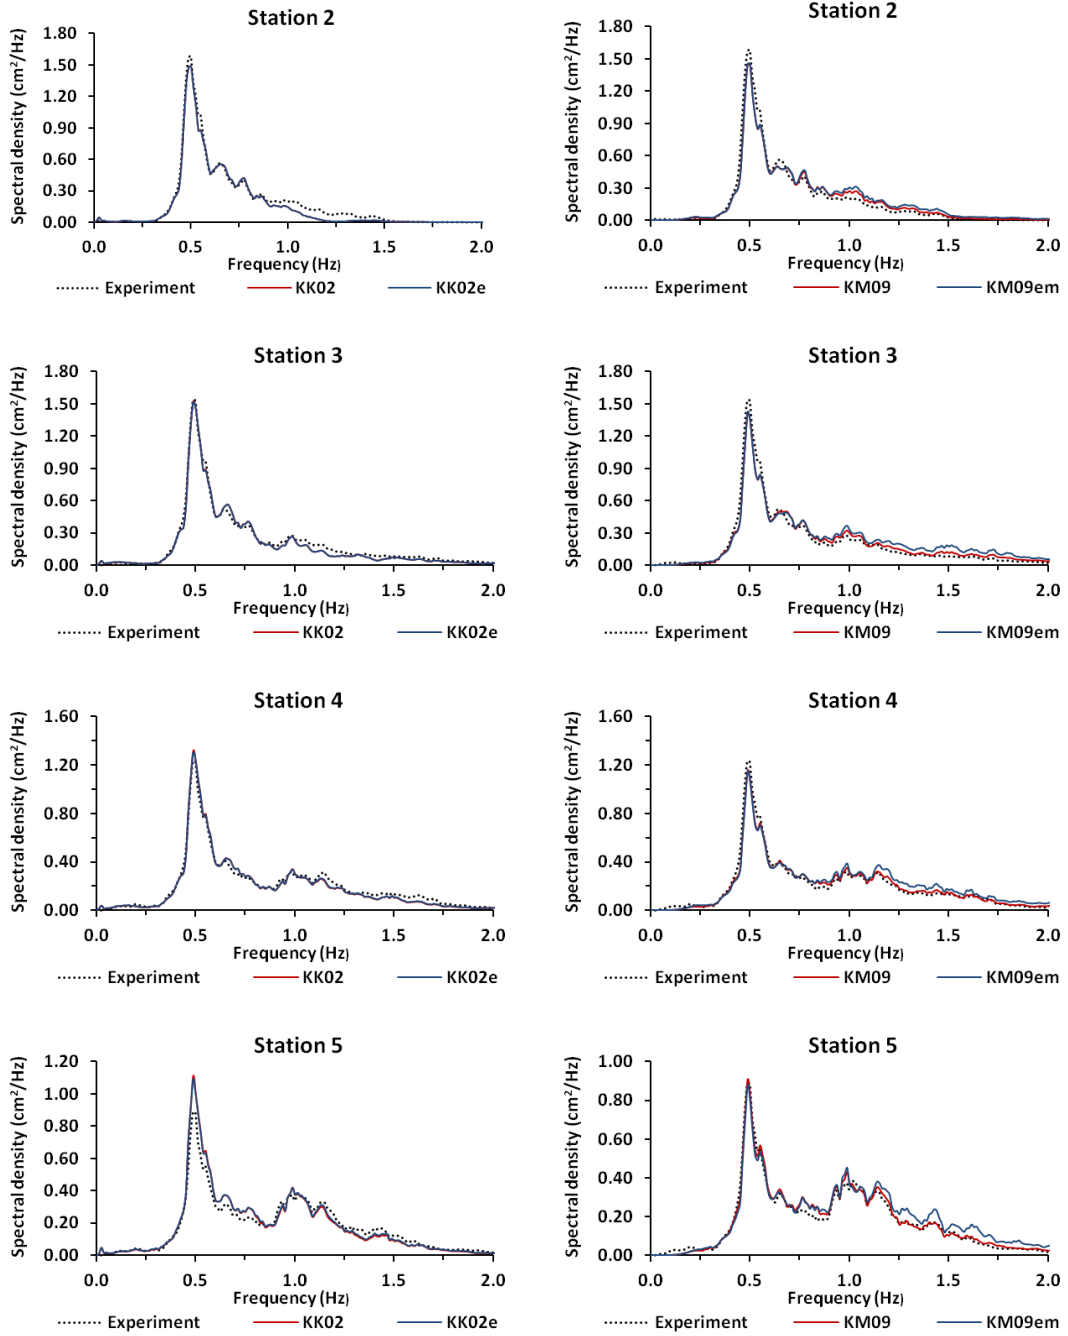 Station 2
Spectral density (cm²/Hz)
1.80
1.50
1.20
0.90
0.60
0.30
0.00
0.0 0.5 1.0 1.5 2.0
Frequency (Hz)
Experiment KK02 KK02e
Station 2
Spectral density (cm²/Hz)
1.80
1.50
1.20
0.90
0.60
0.30
0.00
0.0 0.5 1.0 1.5 2.0
Frequency (Hz)
Experiment KM09 KM09em
Station 3
Spectral density (cm²/Hz)
1.80
1.50
1.20
0.90
0.60
0.30
0.00
0.0 0.5 1.0 1.5 2.0
Frequency (Hz)
Experiment KK02 KK02e
Station 3
Spectral density (cm²/Hz)
1.80
1.50
1.20
0.90
0.60
0.30
0.00
0.0 0.5 1.0 1.5 2.0
Frequency (Hz)
Experiment KM09 KM09em
Station 4
Spectral density (cm²/Hz)
1.60
1.20
0.80
0.40
0.00
0.0 0.5 1.0 1.5 2.0
Frequency (Hz)
Experiment KK02 KK02e
Station 4
Spectral density (cm²/Hz)
1.60
1.20
0.80
0.40
0.00
0.0 0.5 1.0 1.5 2.0
Frequency (Hz)
Experiment KM09 KM09em
Station 5
Spectral density (cm²/Hz)
1.20
1.00
0.80
0.60
0.40
0.20
0.00
0.0 0.5 1.0 1.5 2.0
Frequency (Hz)
Experiment KK02 KK02e
Station 5
Spectral density (cm²/Hz)
1.00
0.80
0.60
0.40
0.20
0.00
0.0 0.5 1.0 1.5 2.0
Frequency (Hz)
Experiment KM09 KM09em